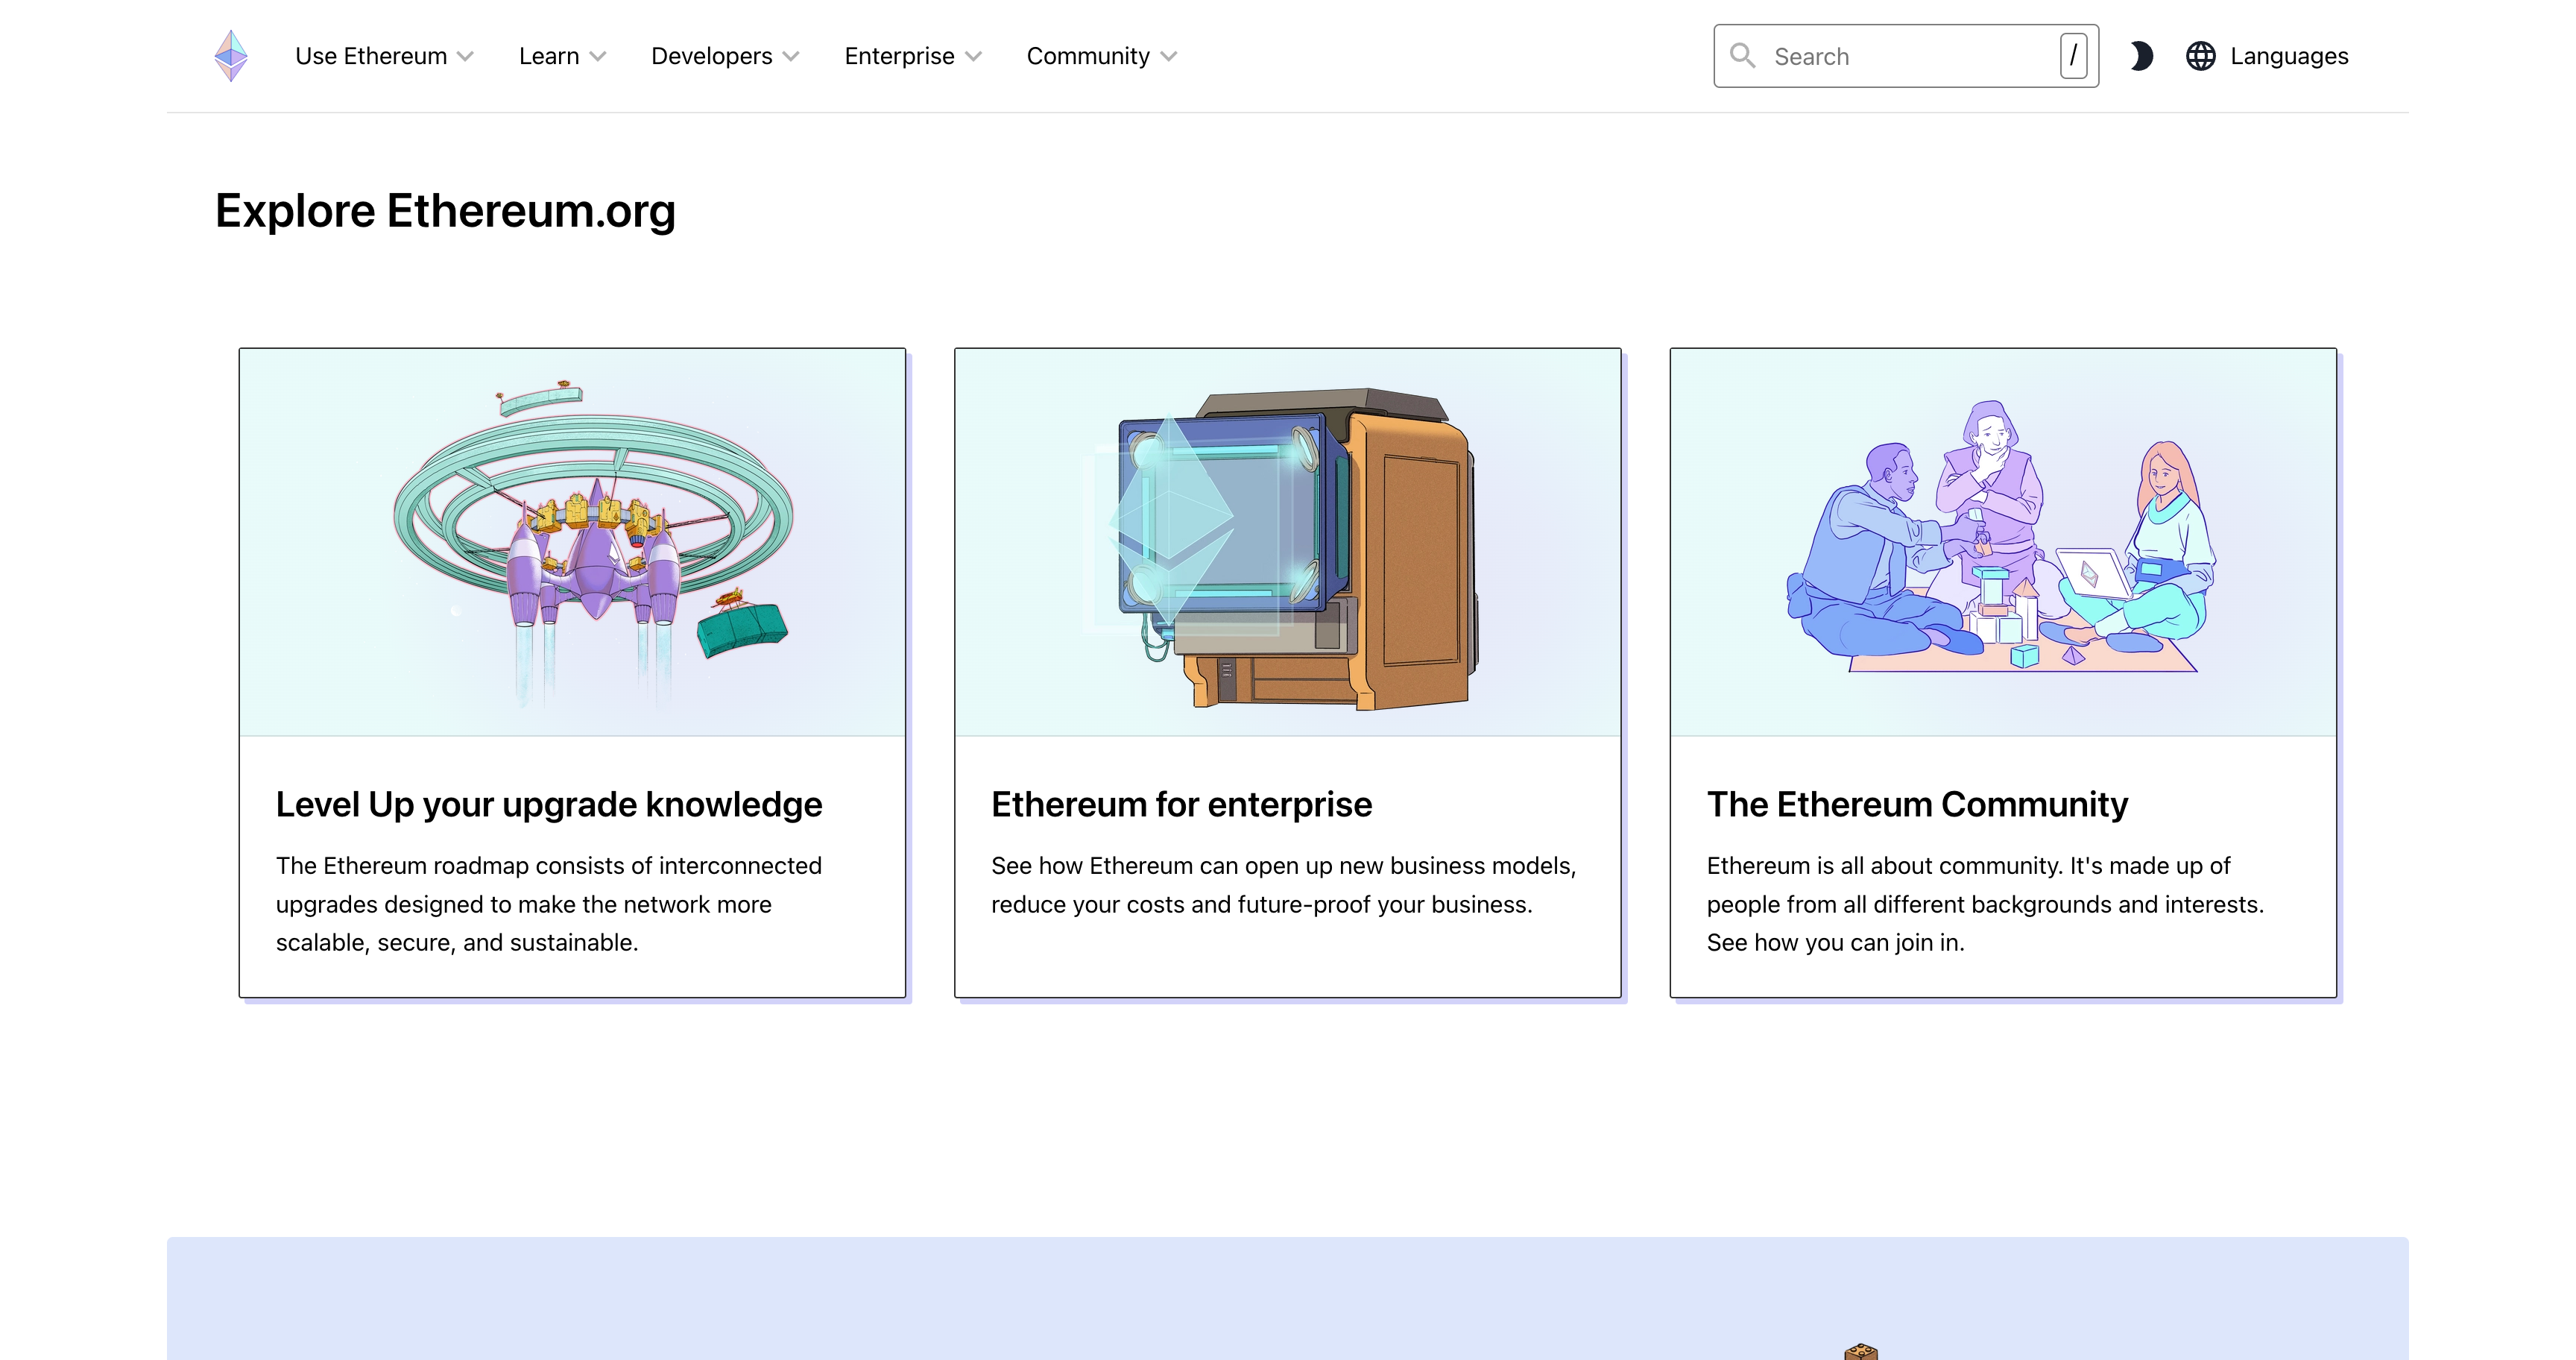 Use Ethereum Learn Developers Enterprise Community Search / Languages
Explore Ethereum.org
Level Up your upgrade knowledge
The Ethereum roadmap consists of interconnected
upgrades designed to make the network more
scalable, secure, and sustainable.
Ethereum for enterprise
See how Ethereum can open up new business models,
reduce your costs and future-proof your business.
The Ethereum Community
Ethereum is all about community. It's made up of
people from all different backgrounds and interests.
See how you can join in.